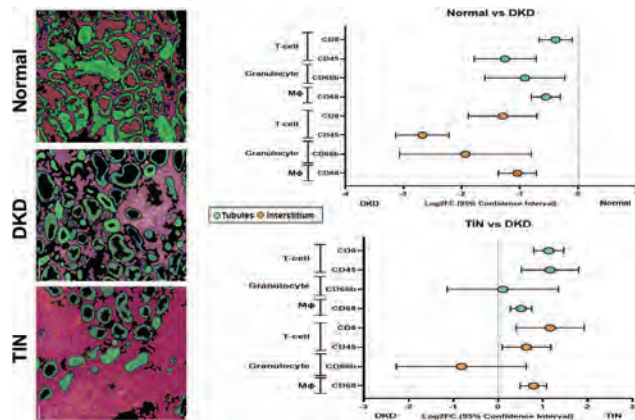 Normal
DKD
TIN
Normal vs DKD
T-cell
CD8
CD45
Granulocyte
CD66b
MΦ
CD68
T-cell
CD8
CD45
Granulocyte
CD66b
MΦ
CD68
-4 -3 -2 -1 0 1
DKD Log2FC (95% Confidence Interval) Normal
Tubules Interstitium
TIN vs DKD
T-cell
CD8
CD45
Granulocyte
CD66b
MΦ
CD68
T-cell
CD8
CD45
Granulocyte
CD66b
MΦ
CD68
-3 -2 -1 0 1 2 3
DKD Log2FC (95% Confidence Interval) TIN